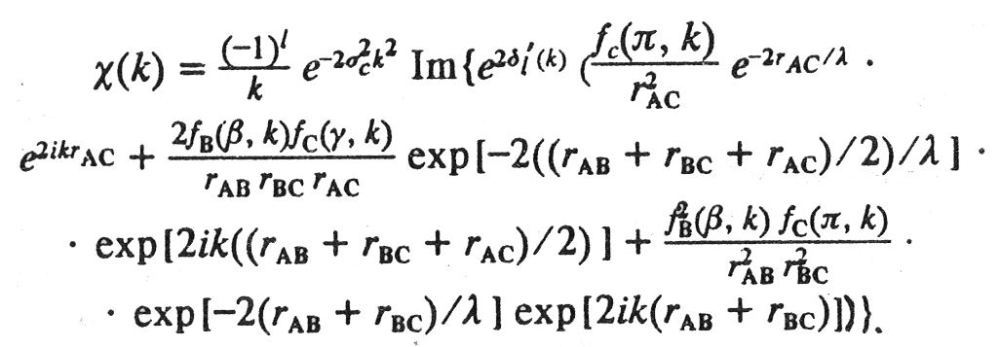 χ(k) = (-1)^l / k e^{-2σ_c^2 k^2} Im{e^{2δ_l'(k)} (f_c(π, k) / r_AC^2 e^{-2r_AC/λ} ·
e^{2ikr_AC} + 2f_B(β, k)f_C(γ, k) / r_AB r_BC r_AC exp[-2((r_AB + r_BC + r_AC)/2)/λ] ·
· exp[2ik((r_AB + r_BC + r_AC)/2)] + f_B^2(β, k) f_C(π, k) / r_AB^2 r_BC^2 ·
· exp[-2(r_AB + r_BC)/λ] exp[2ik(r_AB + r_BC)])}.